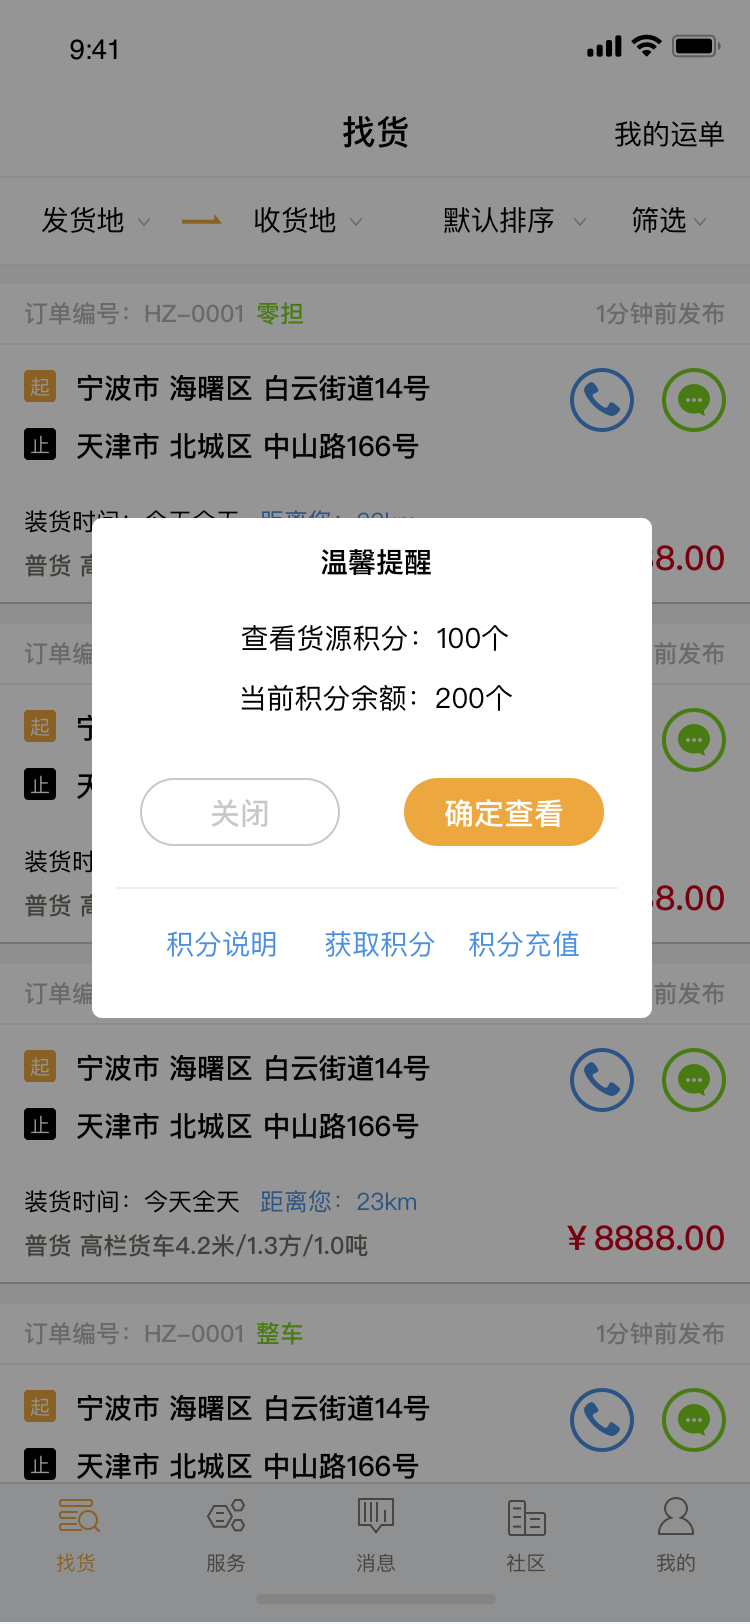 9:41
找货 我的运单
发货地 收货地 默认排序 筛选
订单编号：HZ-0001 零担 1分钟前发布
起 宁波市 海曙区 白云街道14号
止 天津市 北城区 中山路166号
装货时间：今天全天 距离您：23km
普货
8.00
温馨提醒
查看货源积分：100个
当前积分余额：200个
关闭 确定查看
积分说明 获取积分 积分充值
订单编 前发布
起 宁
止 天
装货时
普货
8.00
订单编 前发布
起 宁波市 海曙区 白云街道14号
止 天津市 北城区 中山路166号
装货时间：今天全天 距离您：23km
普货 高栏货车4.2米/1.3方/1.0吨
¥ 8888.00
订单编号：HZ-0001 整车 1分钟前发布
起 宁波市 海曙区 白云街道14号
止 天津市 北城区 中山路166号
找货 服务 消息 社区 我的